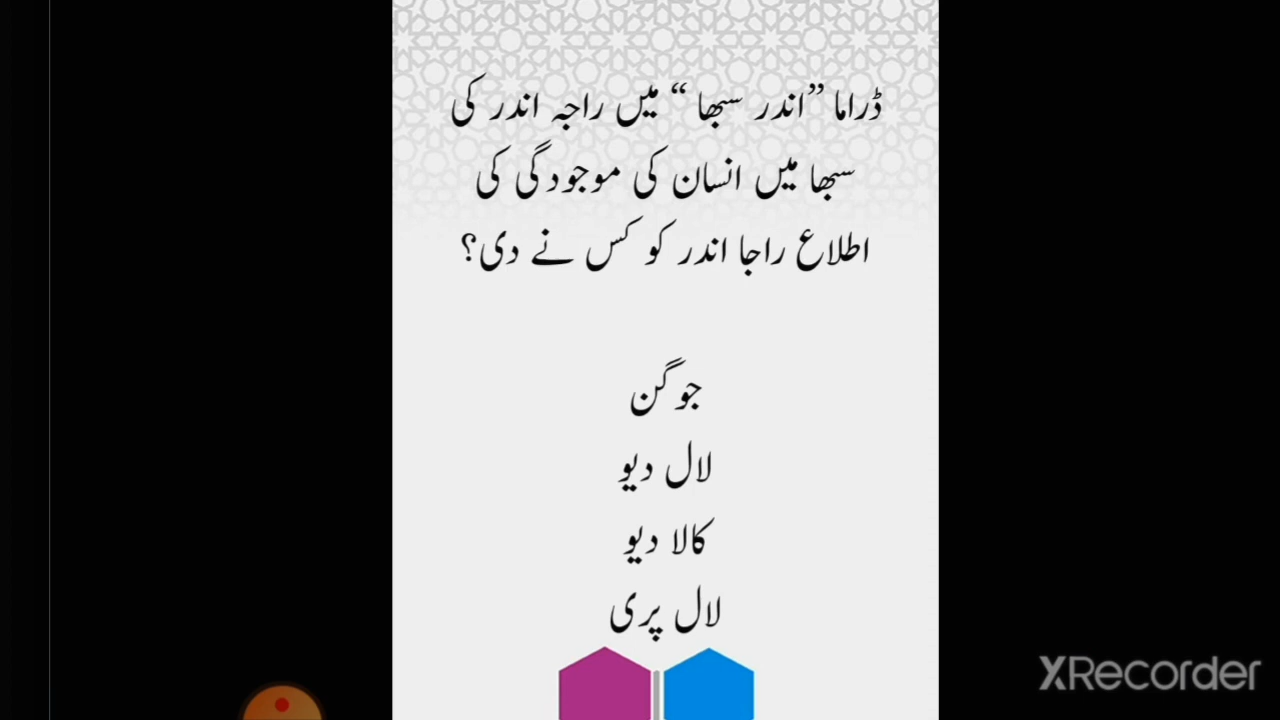 ڈراما ”اندر سبھا “ میں راجہ اندر کی
سبھا میں انسان کی موجودگی کی
اطلاع راجا اندر کو کس نے دی؟
جوگن
لال دیو
کالا دیو
لال پری
XRecorder